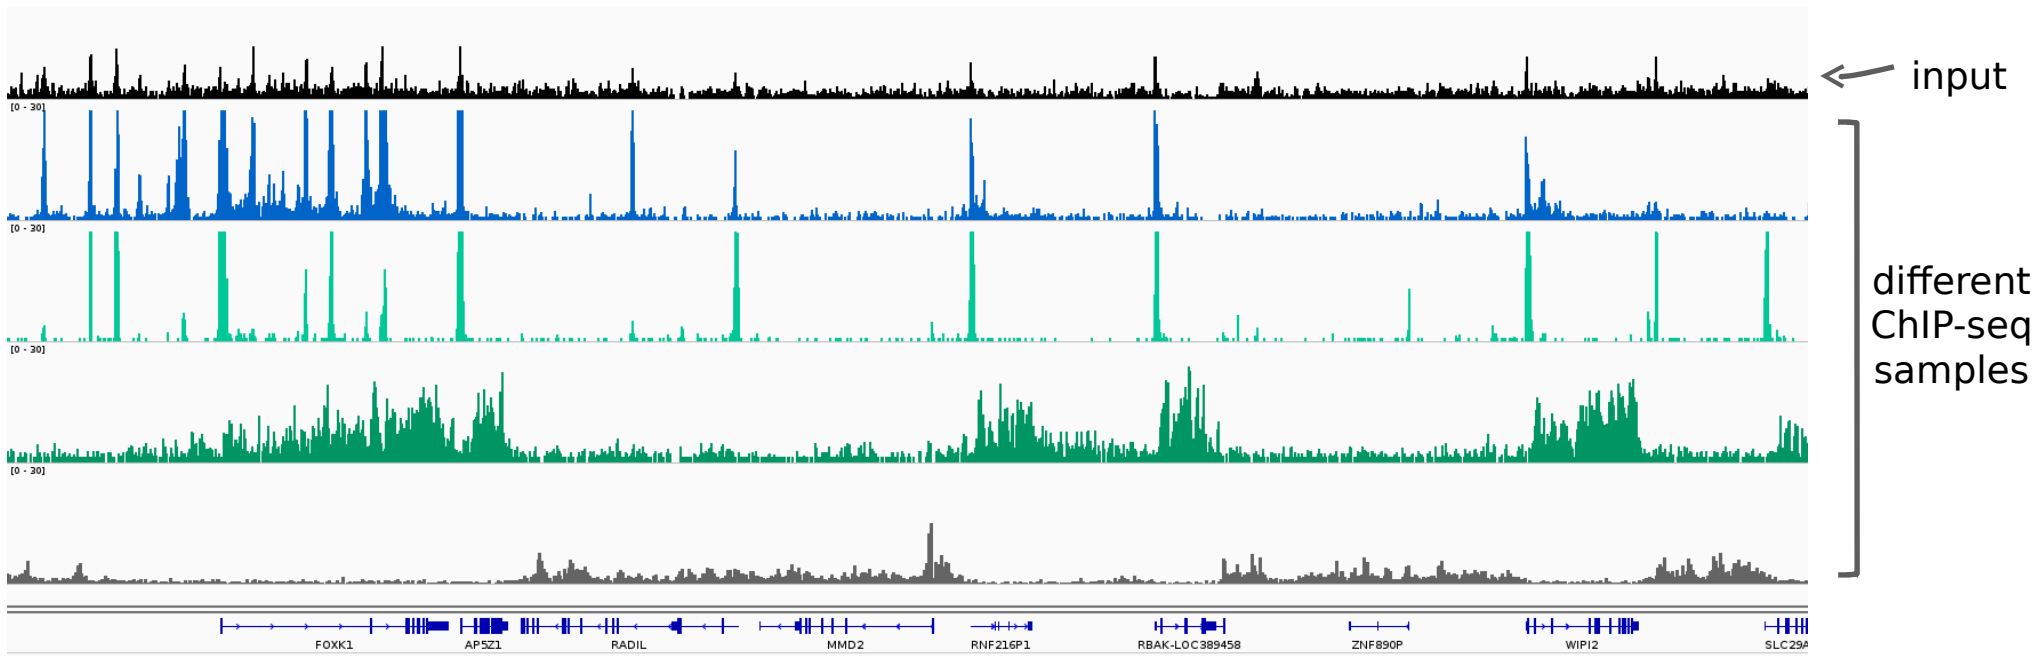 input
[0 - 30]
[0 - 30]
[0 - 30]
[0 - 30]
different
ChIP-seq
samples
FOXK1 AP5Z1 RADIL MMD2 RNF216P1 RBAK-LOC389458 ZNF890P WIPI2 SLC29A